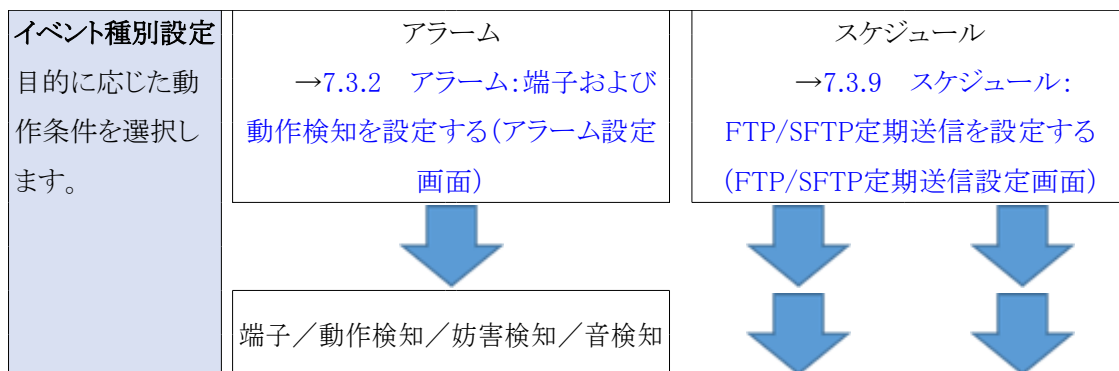 イベント種別設定
目的に応じた動
作条件を選択し
ます。
アラーム
→7.3.2　アラーム:端子および
動作検知を設定する(アラーム設定
画面)
スケジュール
→7.3.9　スケジュール:
FTP/SFTP定期送信を設定する
(FTP/SFTP定期送信設定画面)
端子／動作検知／妨害検知／音検知